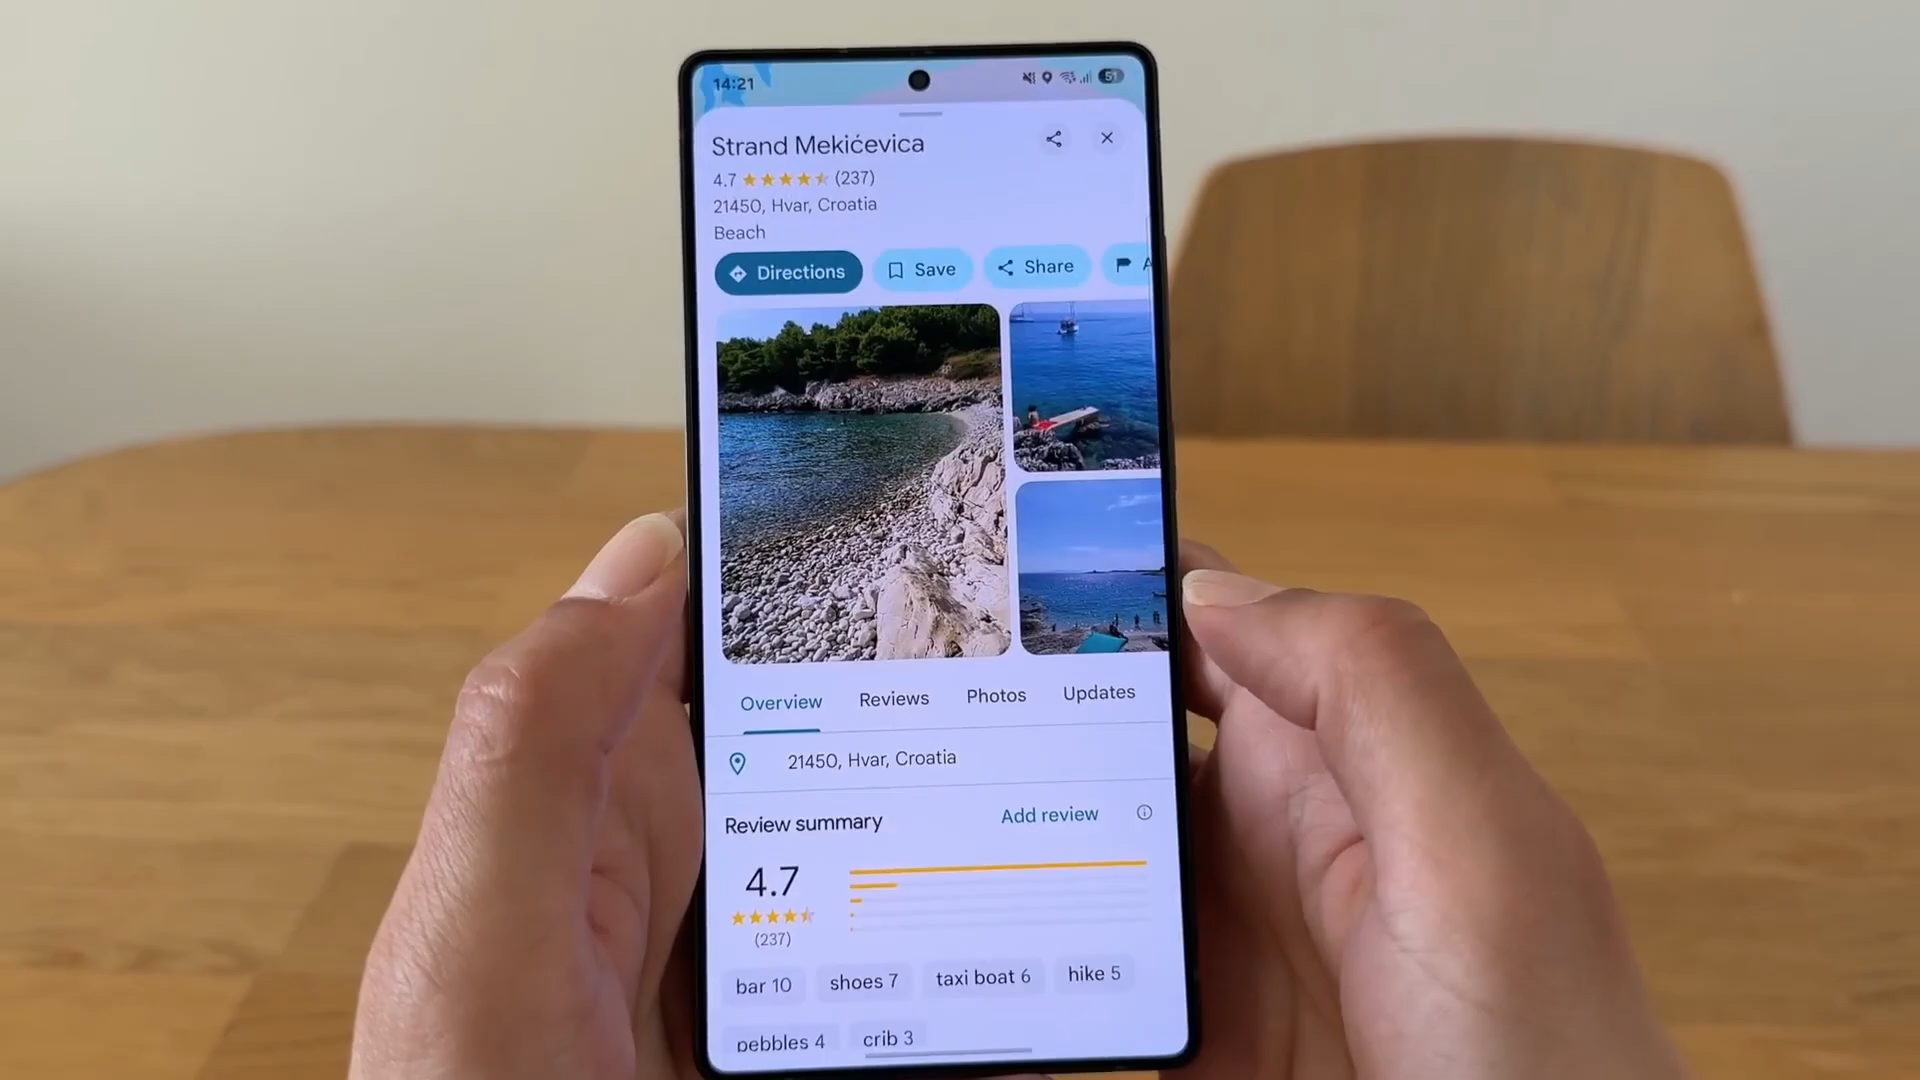 14:21
51
Strand Mekićevica
4.7 (237)
21450, Hvar, Croatia
Beach
Directions
Save
Share
A
Overview
Reviews
Photos
Updates
21450, Hvar, Croatia
Review summary
Add review
4.7
(237)
bar 10
shoes 7
taxi boat 6
hike 5
pebbles 4
crib 3